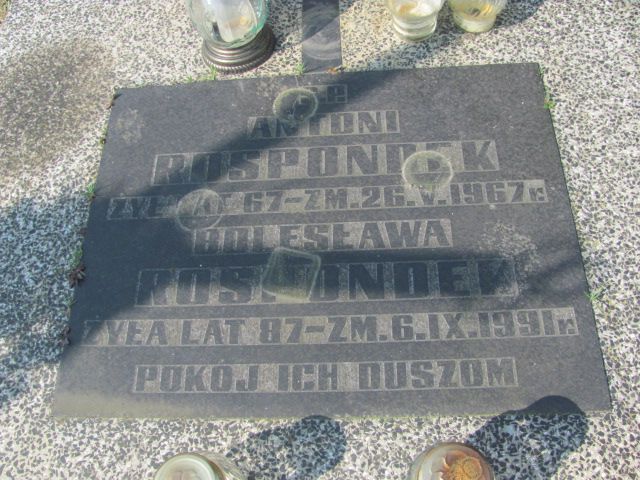 ANTONI
ROSPONDEK
ŻYŁ LAT 67-ZM.26.V.1967r.
BOLESŁAWA
ROSPONDEK
ŻYŁA LAT 87-ZM.6.IX.1991r.
POKÓJ ICH DUSZOM